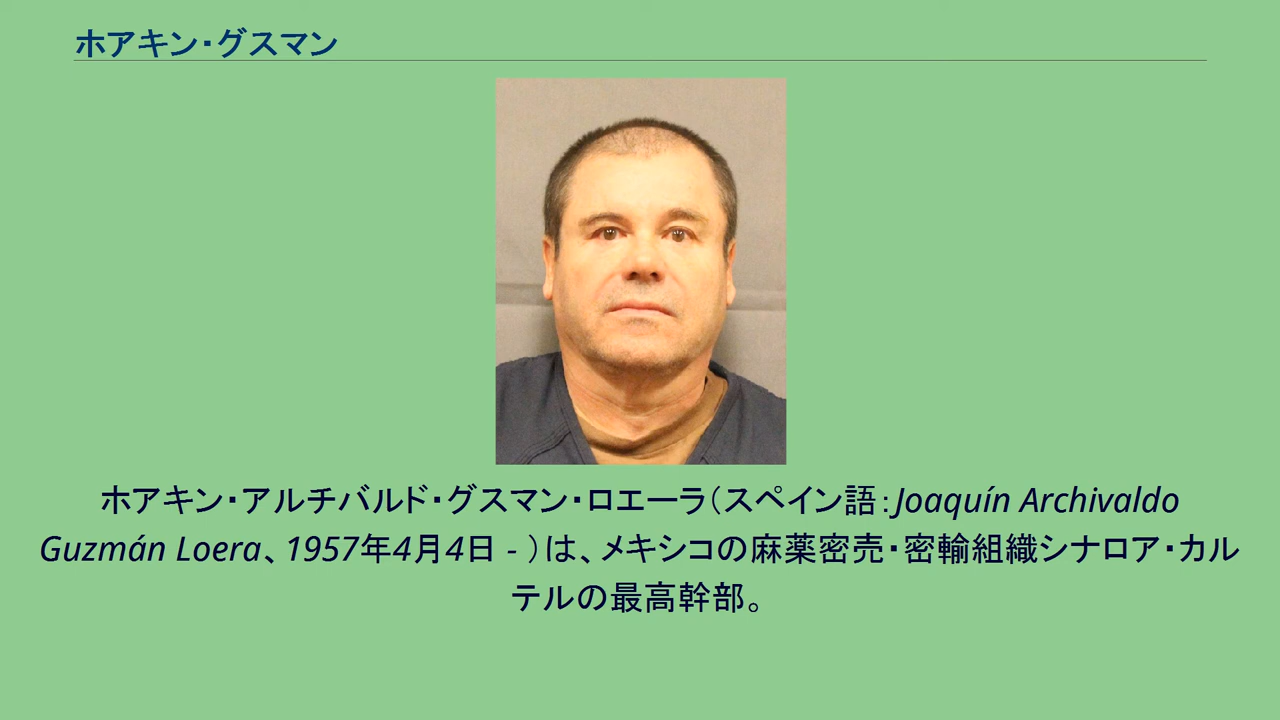 ホアキン・グスマン
ホアキン・アルチバルド・グスマン・ロエーラ（スペイン語：Joaquín Archivaldo
Guzmán Loera、1957年4月4日 - ）は、メキシコの麻薬密売・密輸組織シナロア・カル
テルの最高幹部。